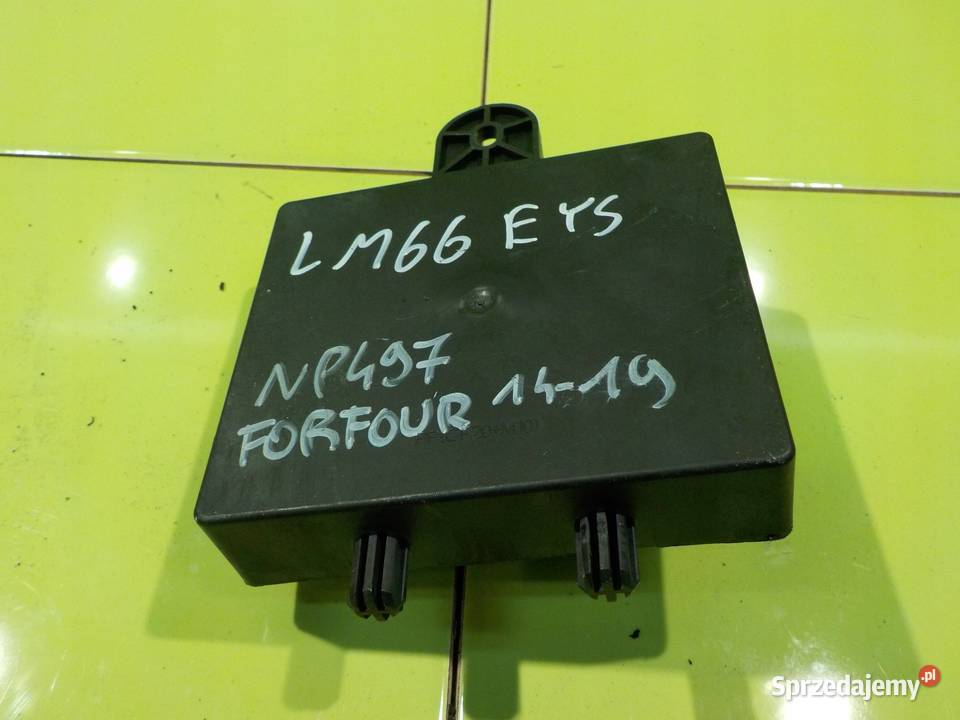 LM66 EYS
NP497
FORFOUR 14-19
Sprzedajemy.pl